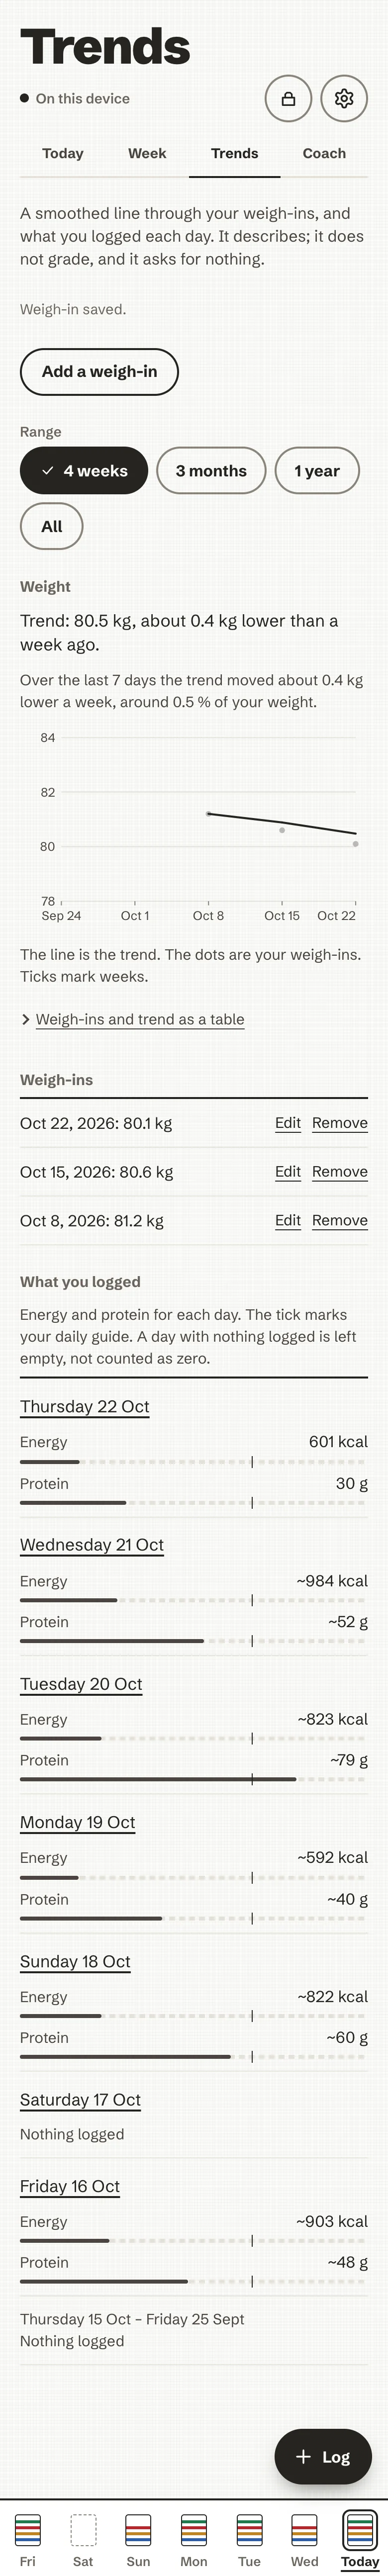 Trends
On this device
Today Week Trends Coach
A smoothed line through your weigh-ins, and
what you logged each day. It describes; it does
not grade, and it asks for nothing.
Weigh-in saved.
Add a weigh-in
Range
4 weeks 3 months 1 year
All
Weight
Trend: 80.5 kg, about 0.4 kg lower than a
week ago.
Over the last 7 days the trend moved about 0.4 kg
lower a week, around 0.5 % of your weight.
84
82
80
78
Sep 24 Oct 1 Oct 8 Oct 15 Oct 22
The line is the trend. The dots are your weigh-ins.
Ticks mark weeks.
Weigh-ins and trend as a table
Weigh-ins
Oct 22, 2026: 80.1 kg Edit Remove
Oct 15, 2026: 80.6 kg Edit Remove
Oct 8, 2026: 81.2 kg Edit Remove
What you logged
Energy and protein for each day. The tick marks
your daily guide. A day with nothing logged is left
empty, not counted as zero.
Thursday 22 Oct
Energy 601 kcal
Protein 30 g
Wednesday 21 Oct
Energy ~984 kcal
Protein ~52 g
Tuesday 20 Oct
Energy ~823 kcal
Protein ~79 g
Monday 19 Oct
Energy ~592 kcal
Protein ~40 g
Sunday 18 Oct
Energy ~822 kcal
Protein ~60 g
Saturday 17 Oct
Nothing logged
Friday 16 Oct
Energy ~903 kcal
Protein ~48 g
Thursday 15 Oct – Friday 25 Sept
Nothing logged
Log
Fri Sat Sun Mon Tue Wed Today